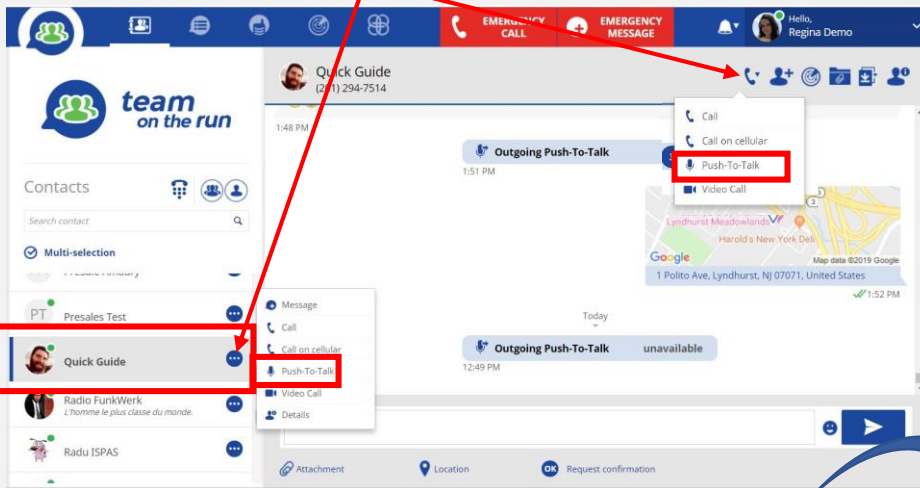 EMERGENCY CALL
EMERGENCY MESSAGE
Hello,
Regina Demo
team
on the run
Quick Guide
(201) 294-7514
1:48 PM
Outgoing Push-To-Talk
1:51 PM
Call
Call on cellular
Push-To-Talk
Video Call
Lyndhurst Meadowlands
Harold's New York Deli
Google
Map data ©2019 Google
1 Polito Ave, Lyndhurst, NJ 07071, United States
1:52 PM
Today
Outgoing Push-To-Talk unavailable
12:49 PM
Contacts
Search contact
Multi-selection
PT Presales Test
Quick Guide
Radio FunkWerk
L'homme le plus classe du monde.
Radu ISPAS
Message
Call
Call on cellular
Push-To-Talk
Video Call
Details
Attachment
Location
OK Request confirmation